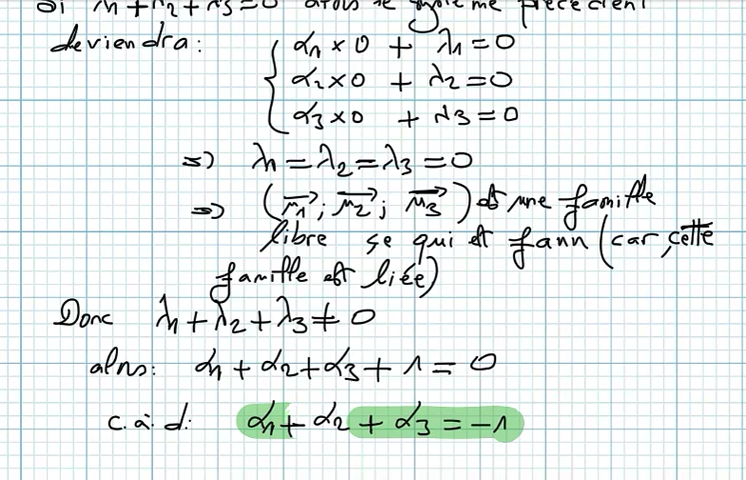 Si λ1+λ2+λ3=0 alors le système précédent
deviendra:
α1×0 + λ1=0
α2×0 + λ2=0
α3×0 + λ3=0
=> λ1=λ2=λ3=0
=> (u1; u2; u3) est une famille
libre se qui est faux (car cette
famille est liée)
Donc λ1+λ2+λ3≠0
alors: α1+α2+α3+1=0
c.à.d: α1+α2+α3=-1